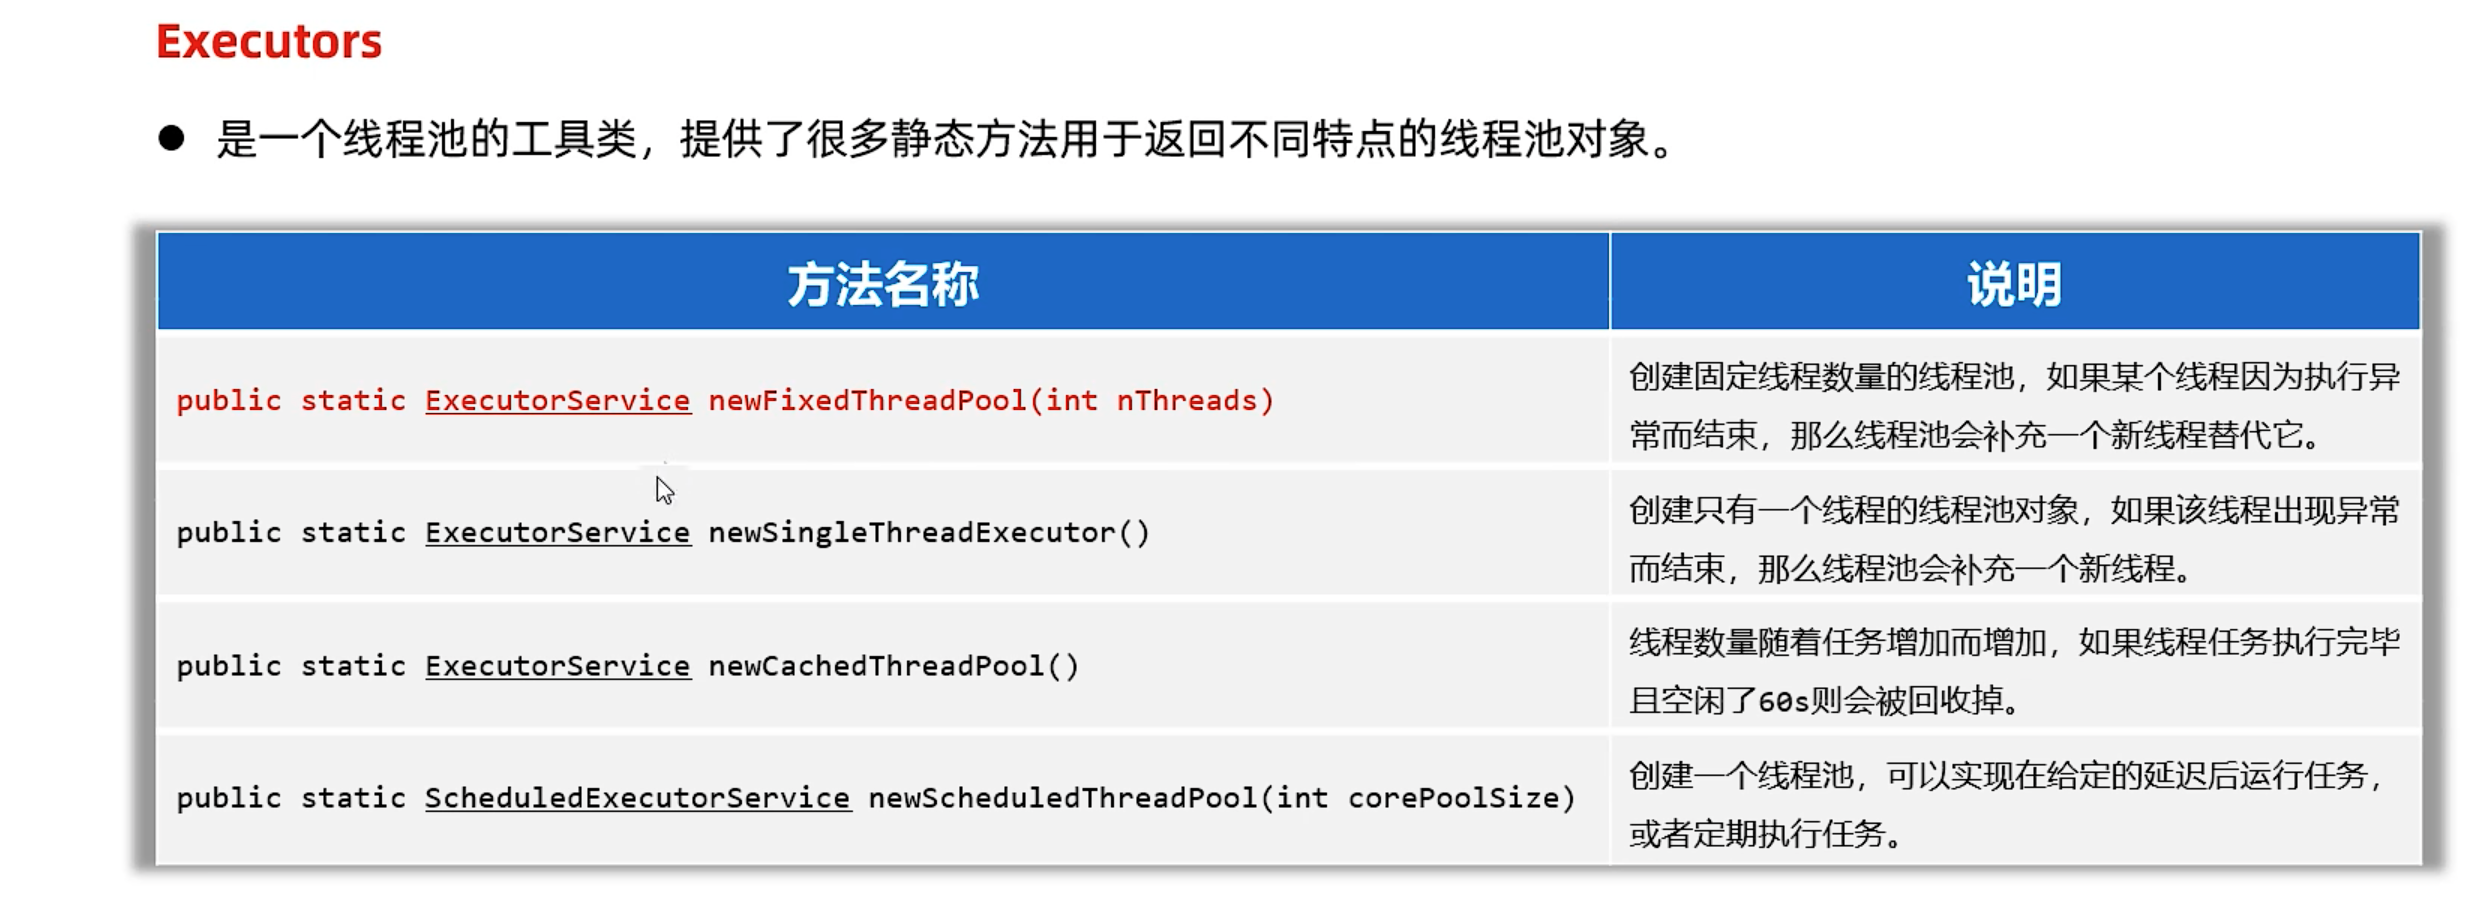 Executors
● 是一个线程池的工具类，提供了很多静态方法用于返回不同特点的线程池对象。
方法名称 说明
public static ExecutorService newFixedThreadPool(int nThreads)
创建固定线程数量的线程池，如果某个线程因为执行异
常而结束，那么线程池会补充一个新线程替代它。
public static ExecutorService newSingleThreadExecutor()
创建只有一个线程的线程池对象，如果该线程出现异常
而结束，那么线程池会补充一个新线程。
public static ExecutorService newCachedThreadPool()
线程数量随着任务增加而增加，如果线程任务执行完毕
且空闲了60s则会被回收掉。
public static ScheduledExecutorService newScheduledThreadPool(int corePoolSize)
创建一个线程池，可以实现在给定的延迟后运行任务，
或者定期执行任务。